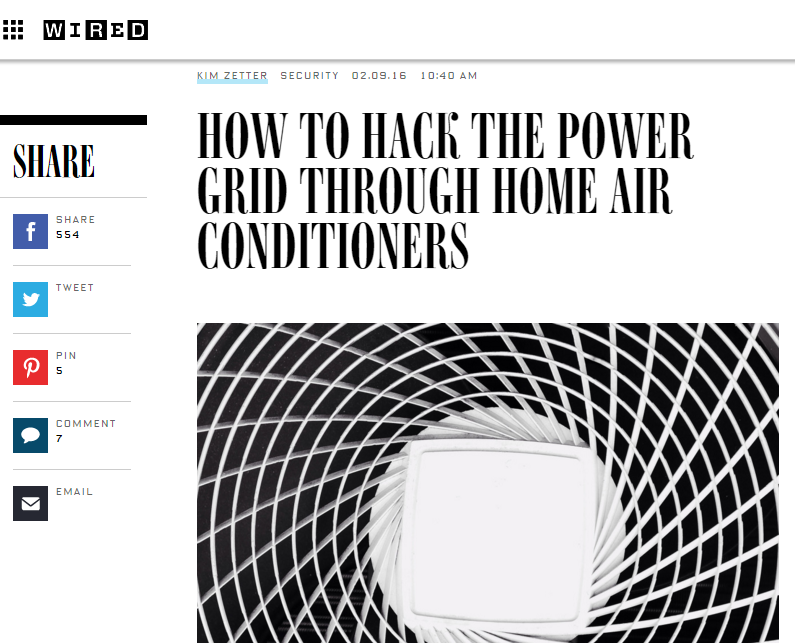 WIRED
KIM ZETTER SECURITY 02.09.16 10:40 AM
HOW TO HACK THE POWER
GRID THROUGH HOME AIR
CONDITIONERS
SHARE
SHARE
554
TWEET
PIN
5
COMMENT
7
EMAIL